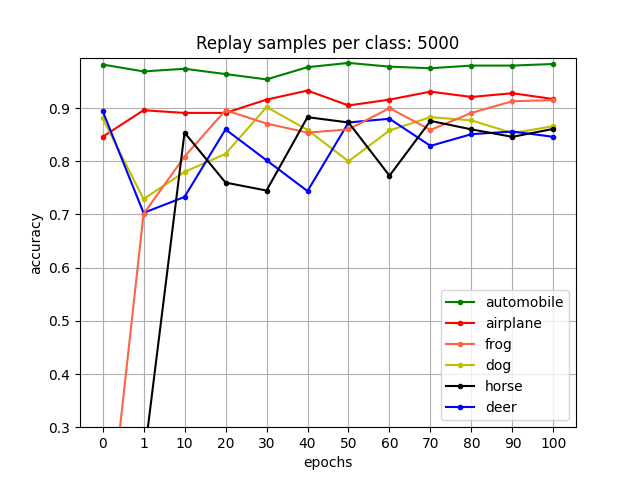 Replay samples per class: 5000
accuracy
0.9
0.8
0.7
0.6
0.5
0.4
0.3
automobile
airplane
frog
dog
horse
deer
0 1 10 20 30 40 50 60 70 80 90 100
epochs